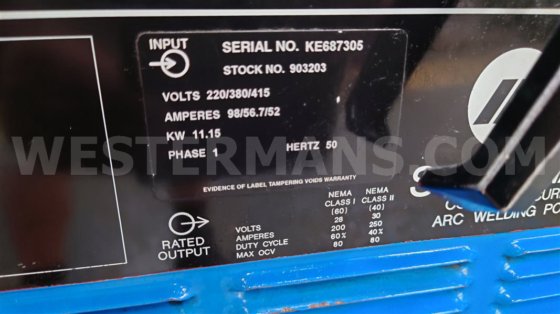 INPUT
SERIAL NO. KE687305
STOCK NO. 903203
VOLTS 220/380/415
AMPERES 98/56.7/52
KW 11.15
PHASE 1 HERTZ 50
WESTERMANS.COM
EVIDENCE OF LABEL TAMPERING VOIDS WARRANTY
RATED OUTPUT
NEMA CLASS I (60) NEMA CLASS II (40)
VOLTS 28 30
AMPERES 200 250
DUTY CYCLE 60% 40%
MAX OCV 80 80
ARC WELDING